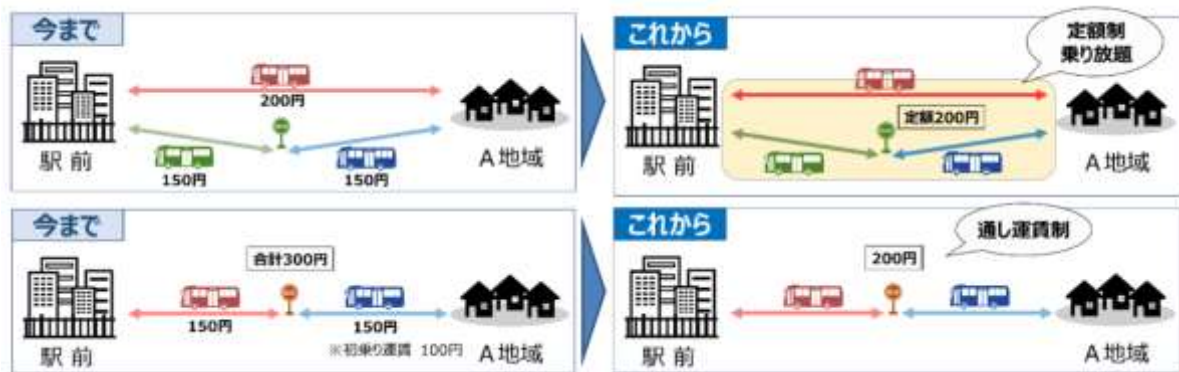 今まで
200円
150円
150円
駅前
A地域
これから
定額制
乗り放題
定額200円
駅前
A地域
今まで
合計300円
150円
150円
※初乗り運賃 100円
駅前
A地域
これから
通し運賃制
200円
駅前
A地域